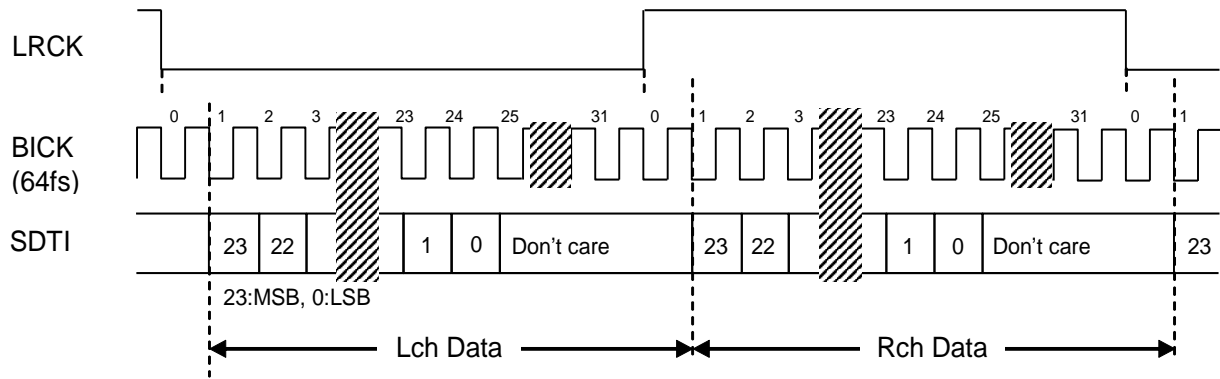 LRCK
0 1 2 3 23 24 25 31 0 1 2 3 23 24 25 31 0 1
BICK
(64fs)
SDTI 23 22 1 0 Don't care 23 22 1 0 Don't care 23
23:MSB, 0:LSB
Lch Data Rch Data